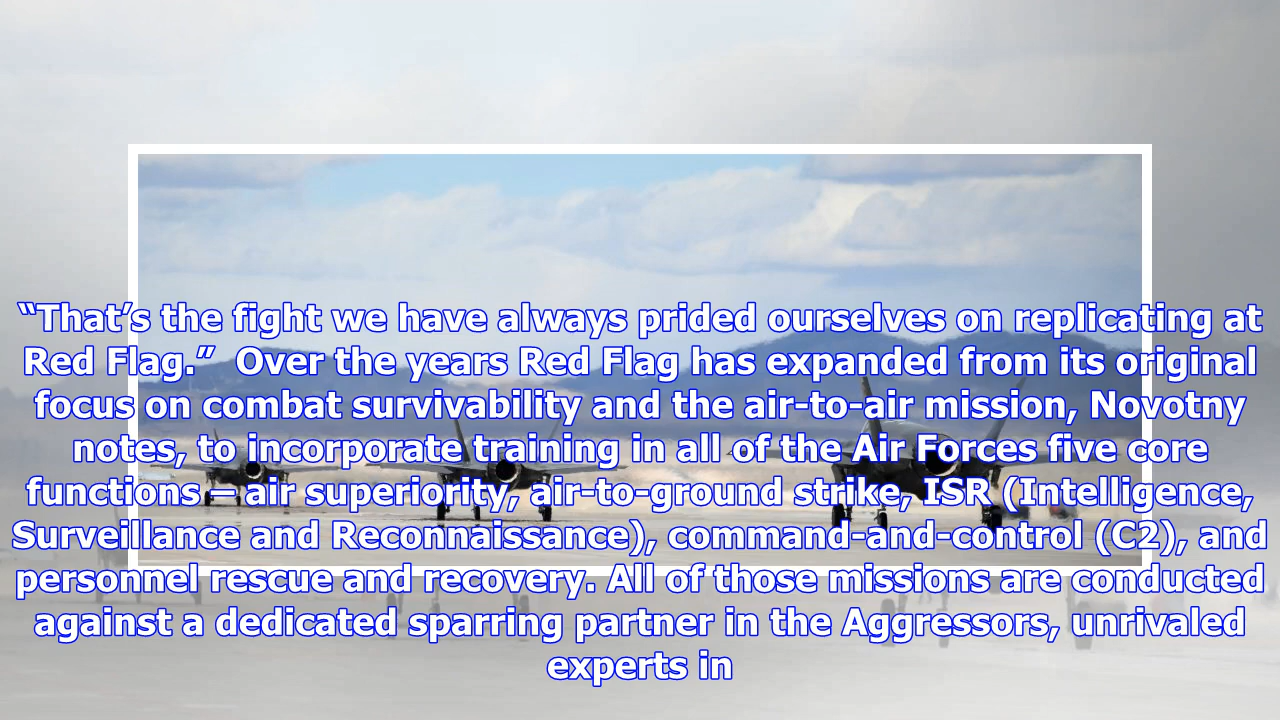 “That’s the fight we have always prided ourselves on replicating at
Red Flag.”  Over the years Red Flag has expanded from its original
focus on combat survivability and the air-to-air mission, Novotny
notes, to incorporate training in all of the Air Forces five core
functions – air superiority, air-to-ground strike, ISR (Intelligence,
Surveillance and Reconnaissance), command-and-control (C2), and
personnel rescue and recovery. All of those missions are conducted
against a dedicated sparring partner in the Aggressors, unrivaled
experts in